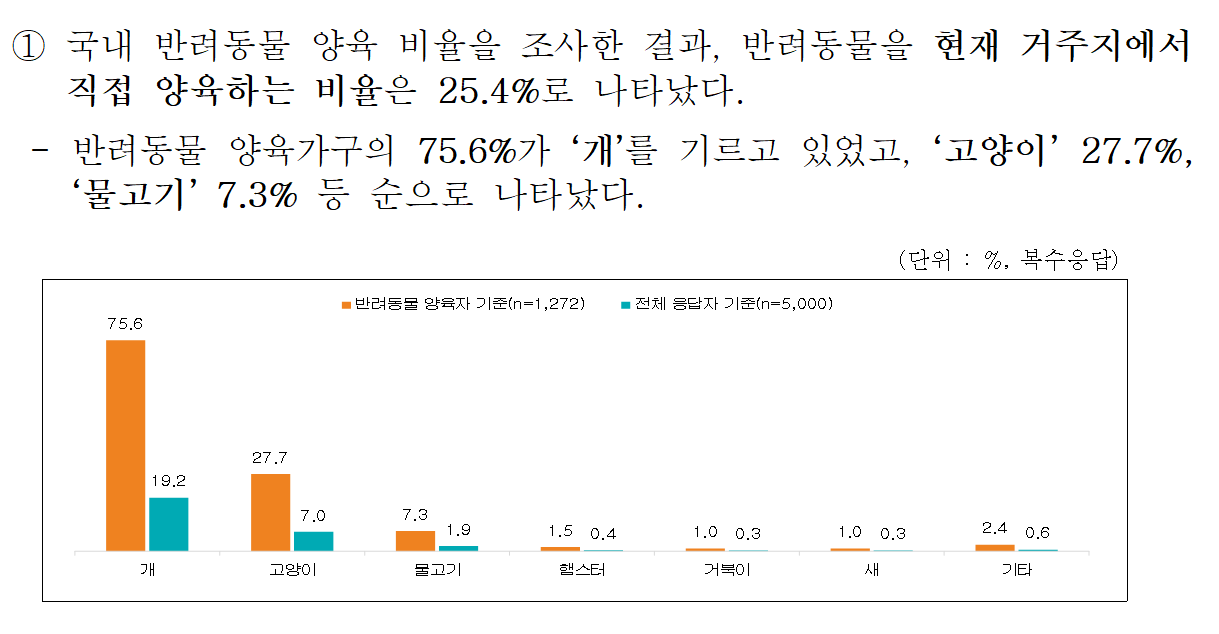 ① 국내 반려동물 양육 비율을 조사한 결과, 반려동물을 현재 거주지에서
직접 양육하는 비율은 25.4%로 나타났다.
- 반려동물 양육가구의 75.6%가 ‘개’를 기르고 있었고, ‘고양이’ 27.7%,
‘물고기’ 7.3% 등 순으로 나타났다.
(단위 : %, 복수응답)
반려동물 양육자 기준(n=1,272) 전체 응답자 기준(n=5,000)
75.6
19.2
27.7
7.0
7.3
1.9
1.5
0.4
1.0
0.3
1.0
0.3
2.4
0.6
개 고양이 물고기 햄스터 거북이 새 기타